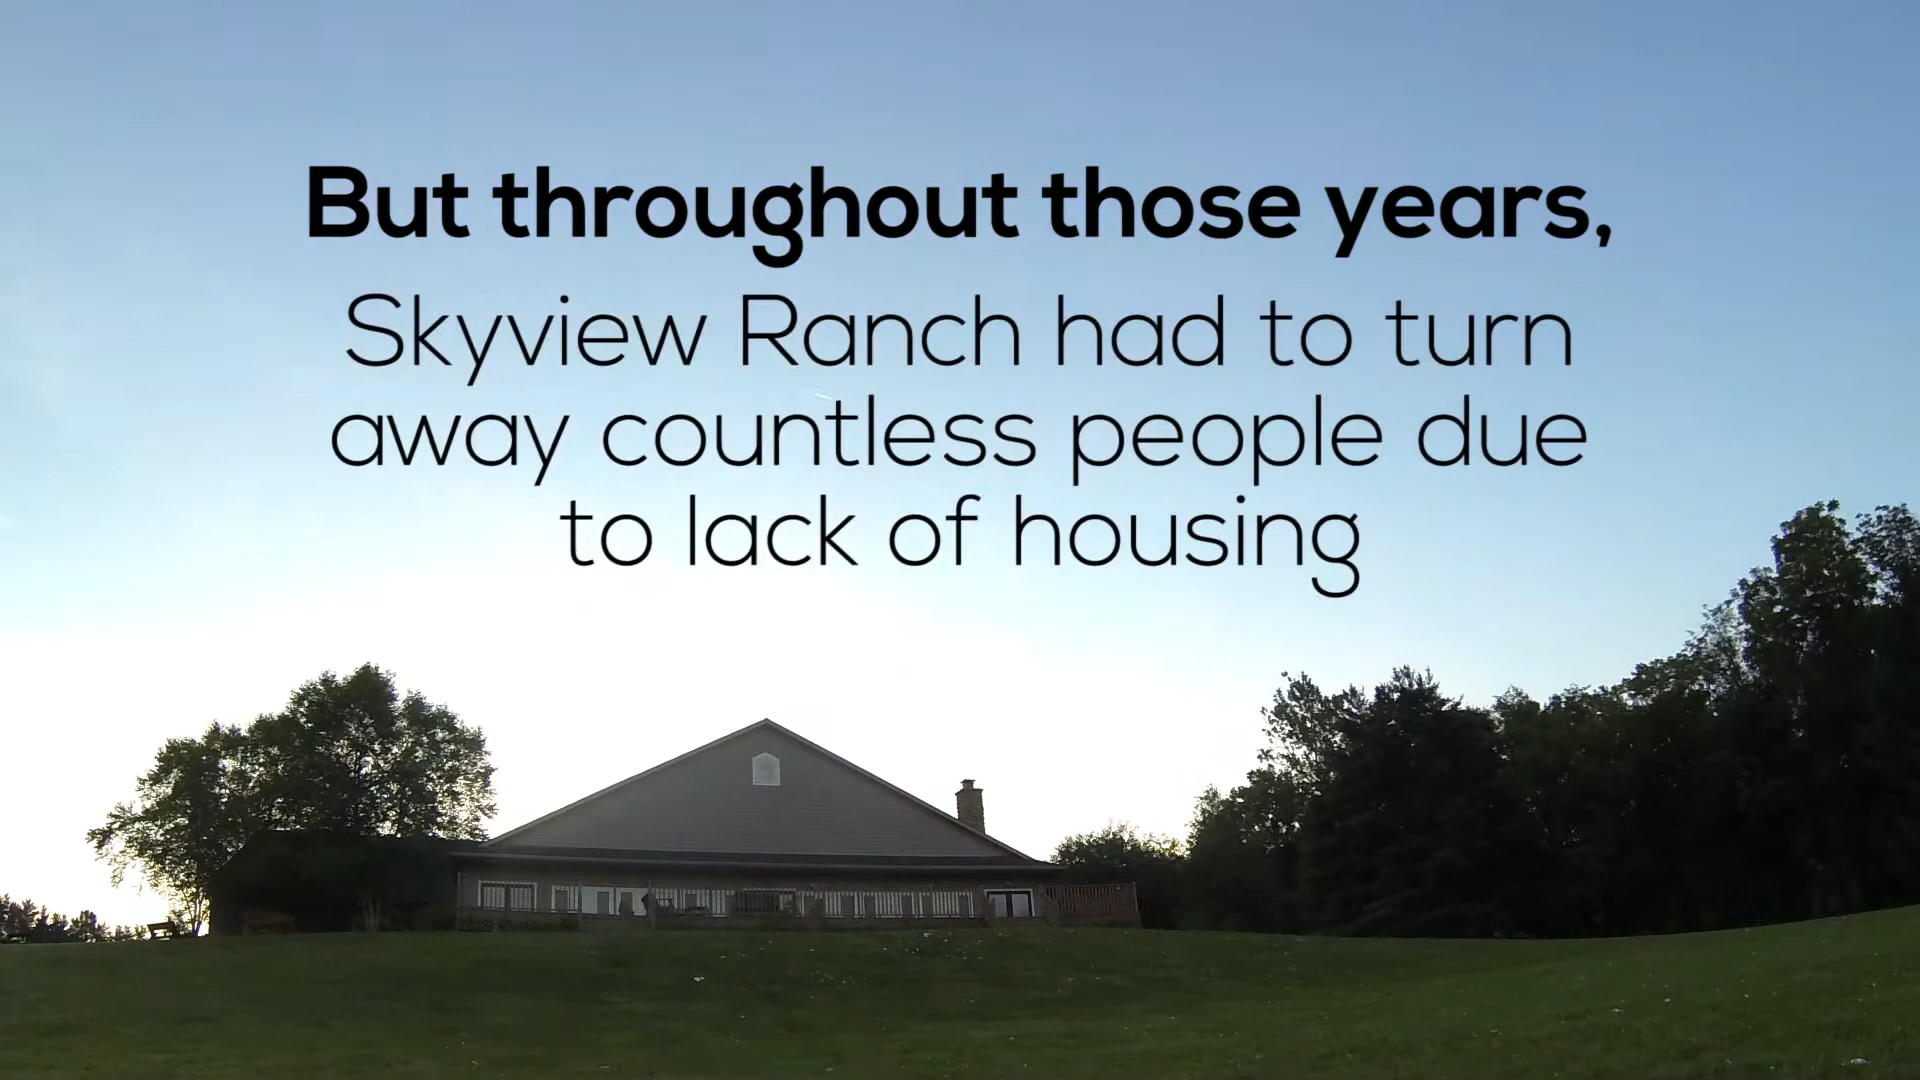 But throughout those years,
Skyview Ranch had to turn
away countless people due
to lack of housing